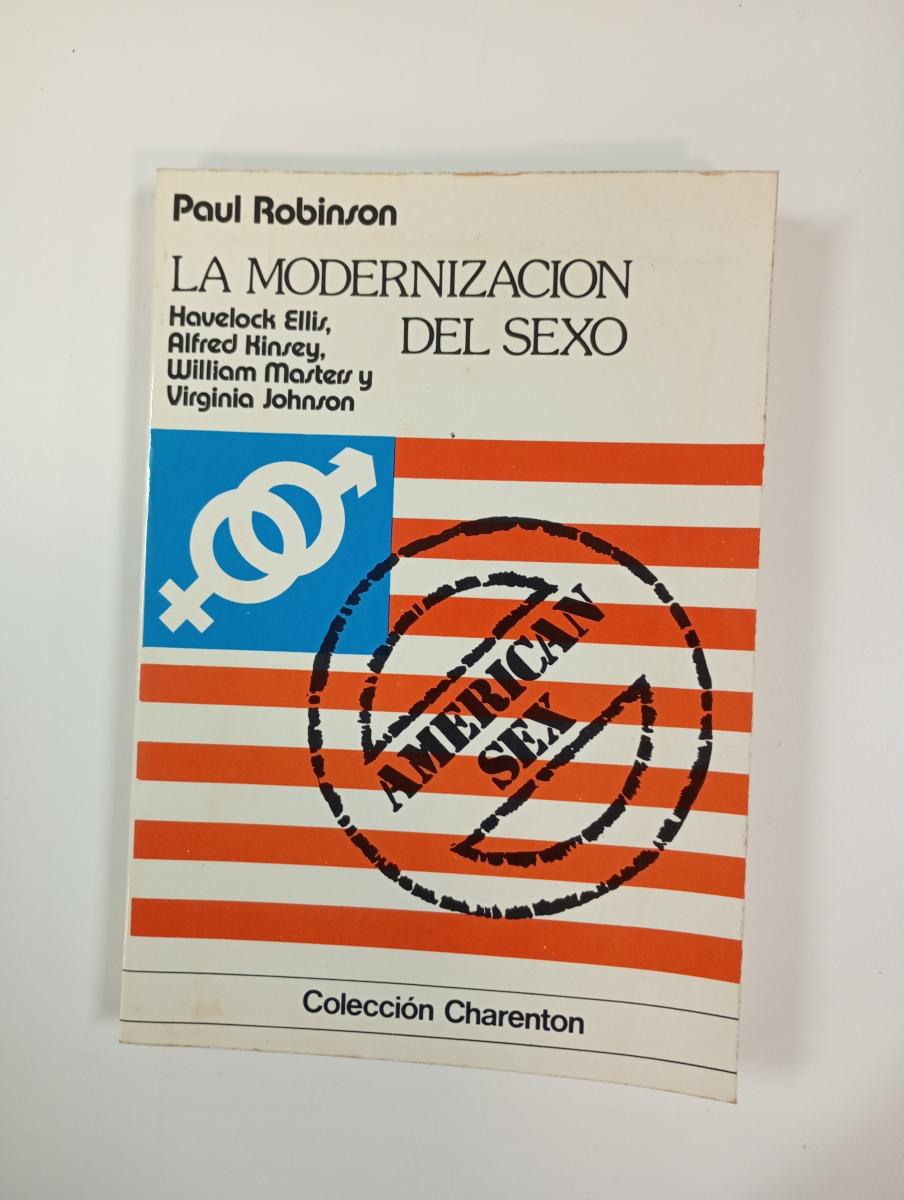 Paul Robinson
LA MODERNIZACION
DEL SEXO
Havelock Ellis,
Alfred Kinsey,
William Masters y
Virginia Johnson
AMERICAN
SEX
Colección Charenton